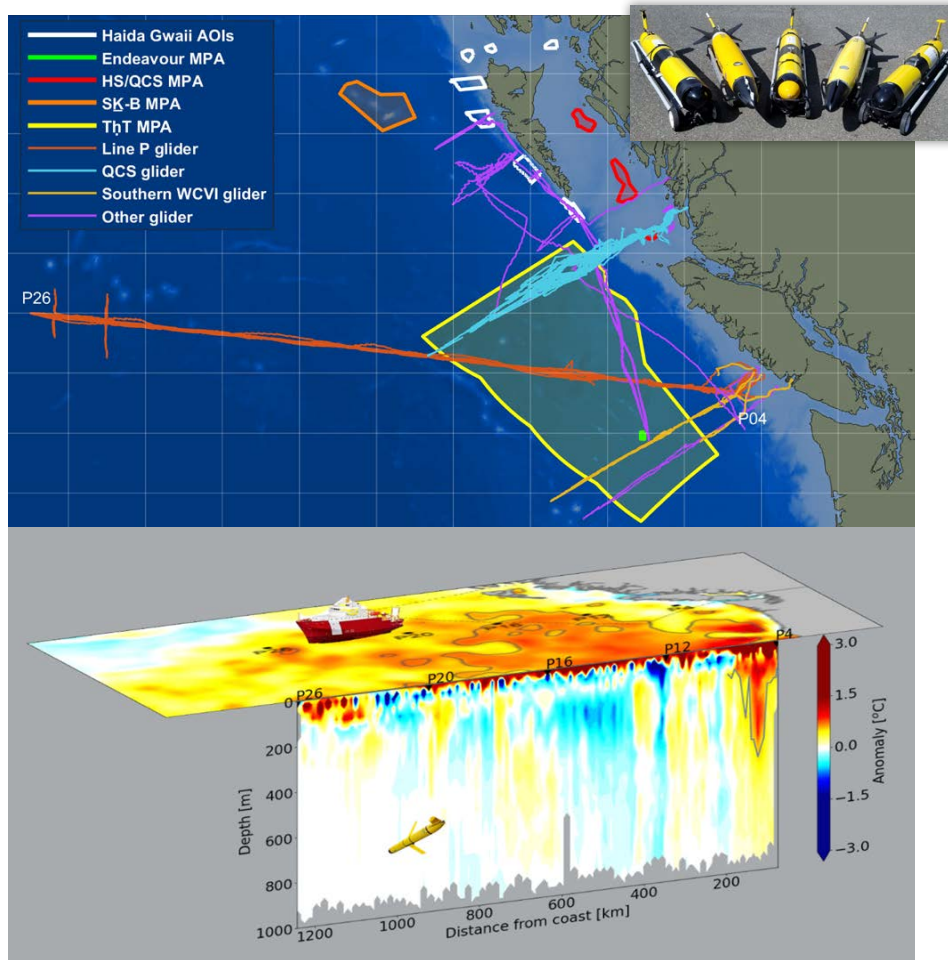 Haida Gwaii AOIs
Endeavour MPA
HS/QCS MPA
SK̲-B MPA
TḥT MPA
Line P glider
QCS glider
Southern WCVI glider
Other glider
P26
P04
P4
P12
P16
P20
P26
0
200
400
600
800
1000
Depth [m]
1200
1000
800
600
400
200
Distance from coast [km]
3.0
1.5
0.0
−1.5
−3.0
Anomaly [°C]